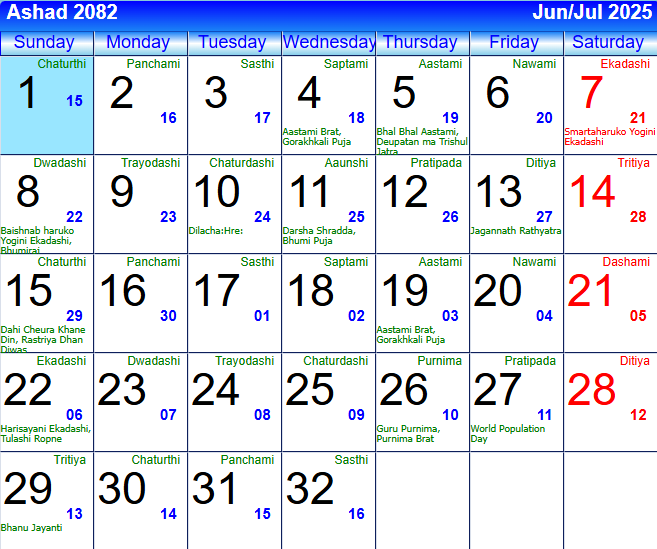 Ashad 2082 Jun/Jul 2025
Sunday Monday Tuesday Wednesday Thursday Friday Saturday
Chaturthi Panchami Sasthi Saptami Aastami Nawami Ekadashi
1 2 3 4 5 6 7
15 16 17 18 19 20 21
Aastami Brat, Bhal Bhal Aastami, Smartaharuko Yogini
Gorakhkali Puja Deupatan ma Trishul Ekadashi
Jatra
Dwadashi Trayodashi Chaturdashi Aaunshi Pratipada Ditiya Tritiya
8 9 10 11 12 13 14
22 23 24 25 26 27 28
Baishnab haruko Dilacha:Hre: Darsha Shradda, Jagannath Rathyatra
Yogini Ekadashi, Bhumi Puja
Bhumiraj
Chaturthi Panchami Sasthi Saptami Aastami Nawami Dashami
15 16 17 18 19 20 21
29 30 01 02 03 04 05
Dahi Cheura Khane Aastami Brat,
Din, Rastriya Dhan Gorakhkali Puja
Diwas
Ekadashi Dwadashi Trayodashi Chaturdashi Purnima Pratipada Ditiya
22 23 24 25 26 27 28
06 07 08 09 10 11 12
Harisayani Ekadashi, Guru Purnima, World Population
Tulashi Ropne Purnima Brat Day
Tritiya Chaturthi Panchami Sasthi
29 30 31 32
13 14 15 16
Bhanu Jayanti